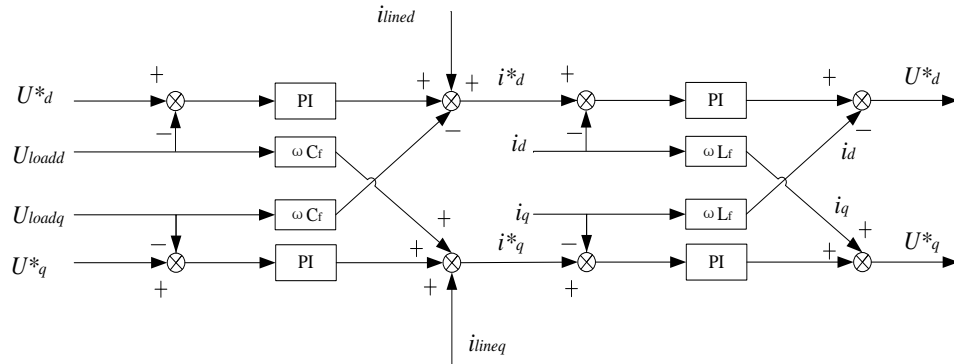 i_lined
+ + + i*_d + + U*_d
U*_d PI PI
− − − −
U_loadd ωC_f i_d ωL_f i_d
U_loadq ωC_f i_q ωL_f i_q
− + + i*_q − + + U*_q
U*_q PI PI
+ + +
i_lineq